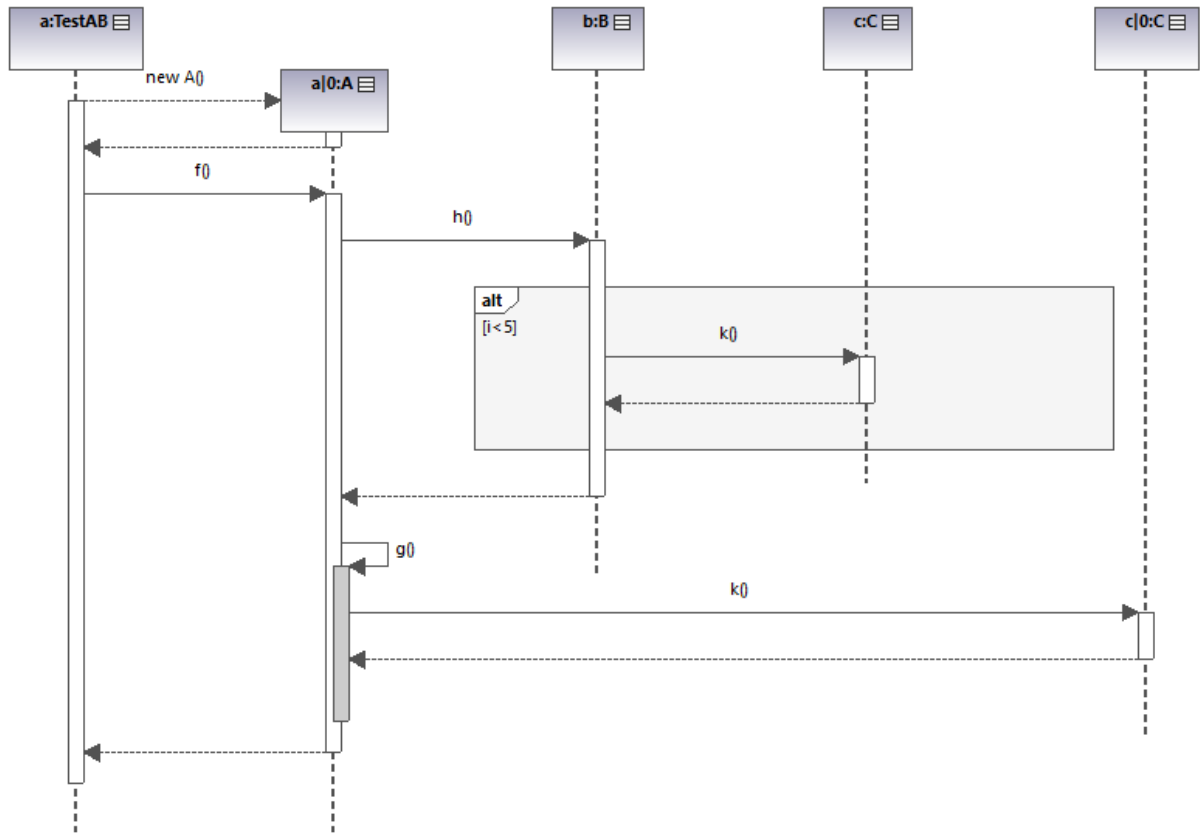 a:TestAB
b:B
c:C
c|0:C
new A()
a|0:A
f()
h()
alt
[i<5]
k()
g()
k()